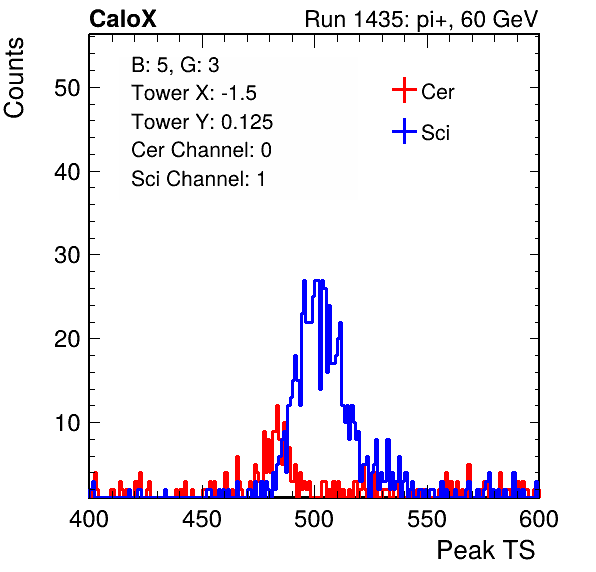 CaloX Run 1435: pi+, 60 GeV
Counts
B: 5, G: 3
Tower X: -1.5
Tower Y: 0.125
Cer Channel: 0
Sci Channel: 1
Cer
Sci
50
40
30
20
10
400 450 500 550 600
Peak TS